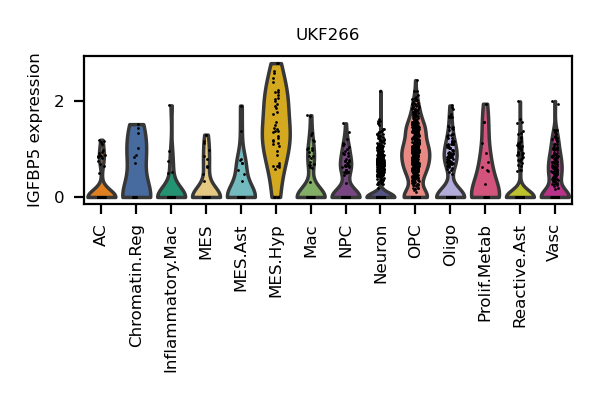 UKF266
IGFBP5 expression
2
0
AC
Chromatin.Reg
Inflammatory.Mac
MES
MES.Ast
MES.Hyp
Mac
NPC
Neuron
OPC
Oligo
Prolif.Metab
Reactive.Ast
Vasc